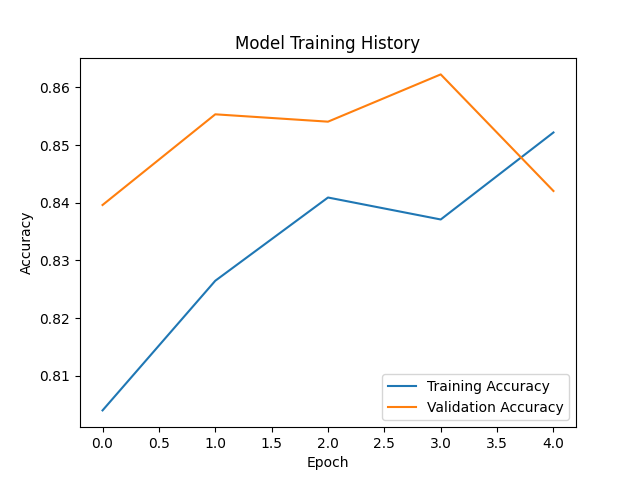 Model Training History
Accuracy
0.86
0.85
0.84
0.83
0.82
0.81
Training Accuracy
Validation Accuracy
0.0 0.5 1.0 1.5 2.0 2.5 3.0 3.5 4.0
Epoch